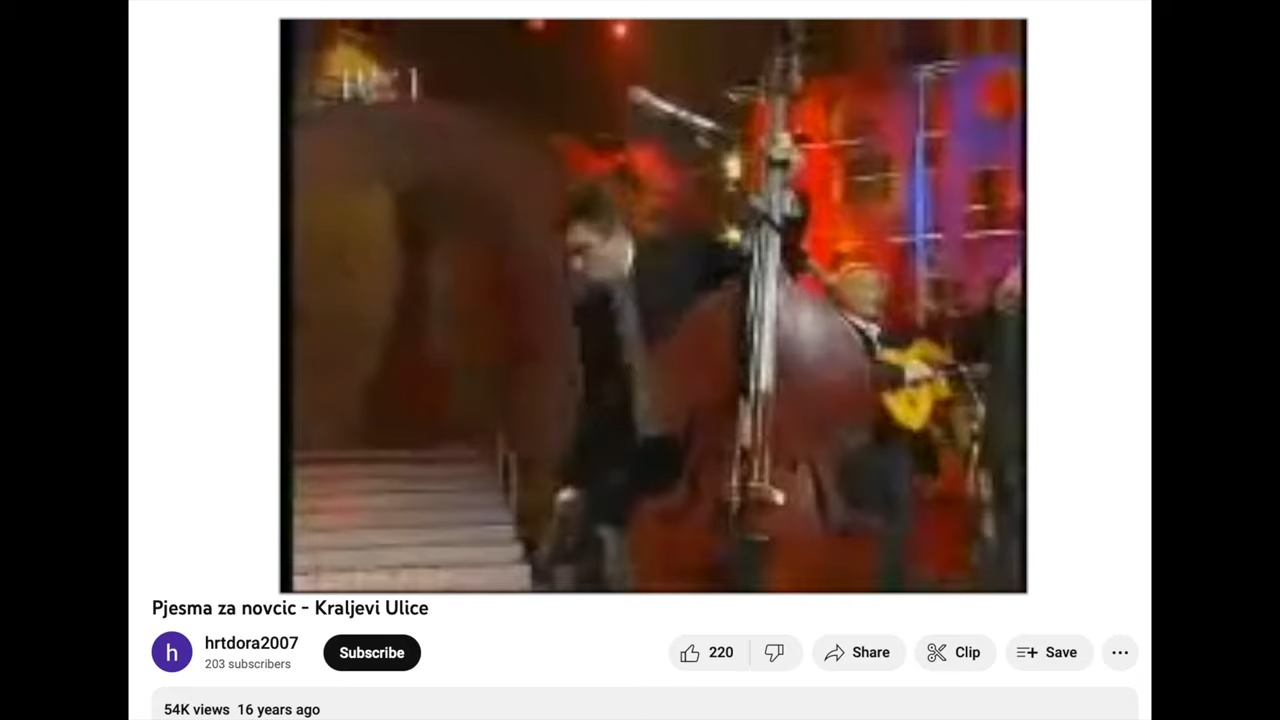 Pjesma za novcic - Kraljevi Ulice
h
hrtdora2007
203 subscribers
Subscribe
220
Share
Clip
Save
54K views 16 years ago